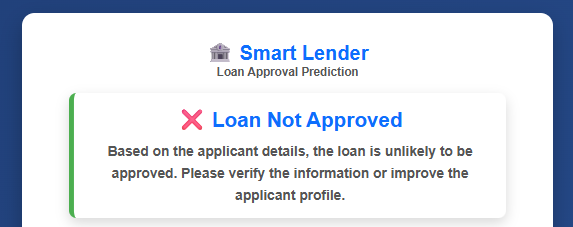 Smart Lender
Loan Approval Prediction
Loan Not Approved
Based on the applicant details, the loan is unlikely to be
approved. Please verify the information or improve the
applicant profile.